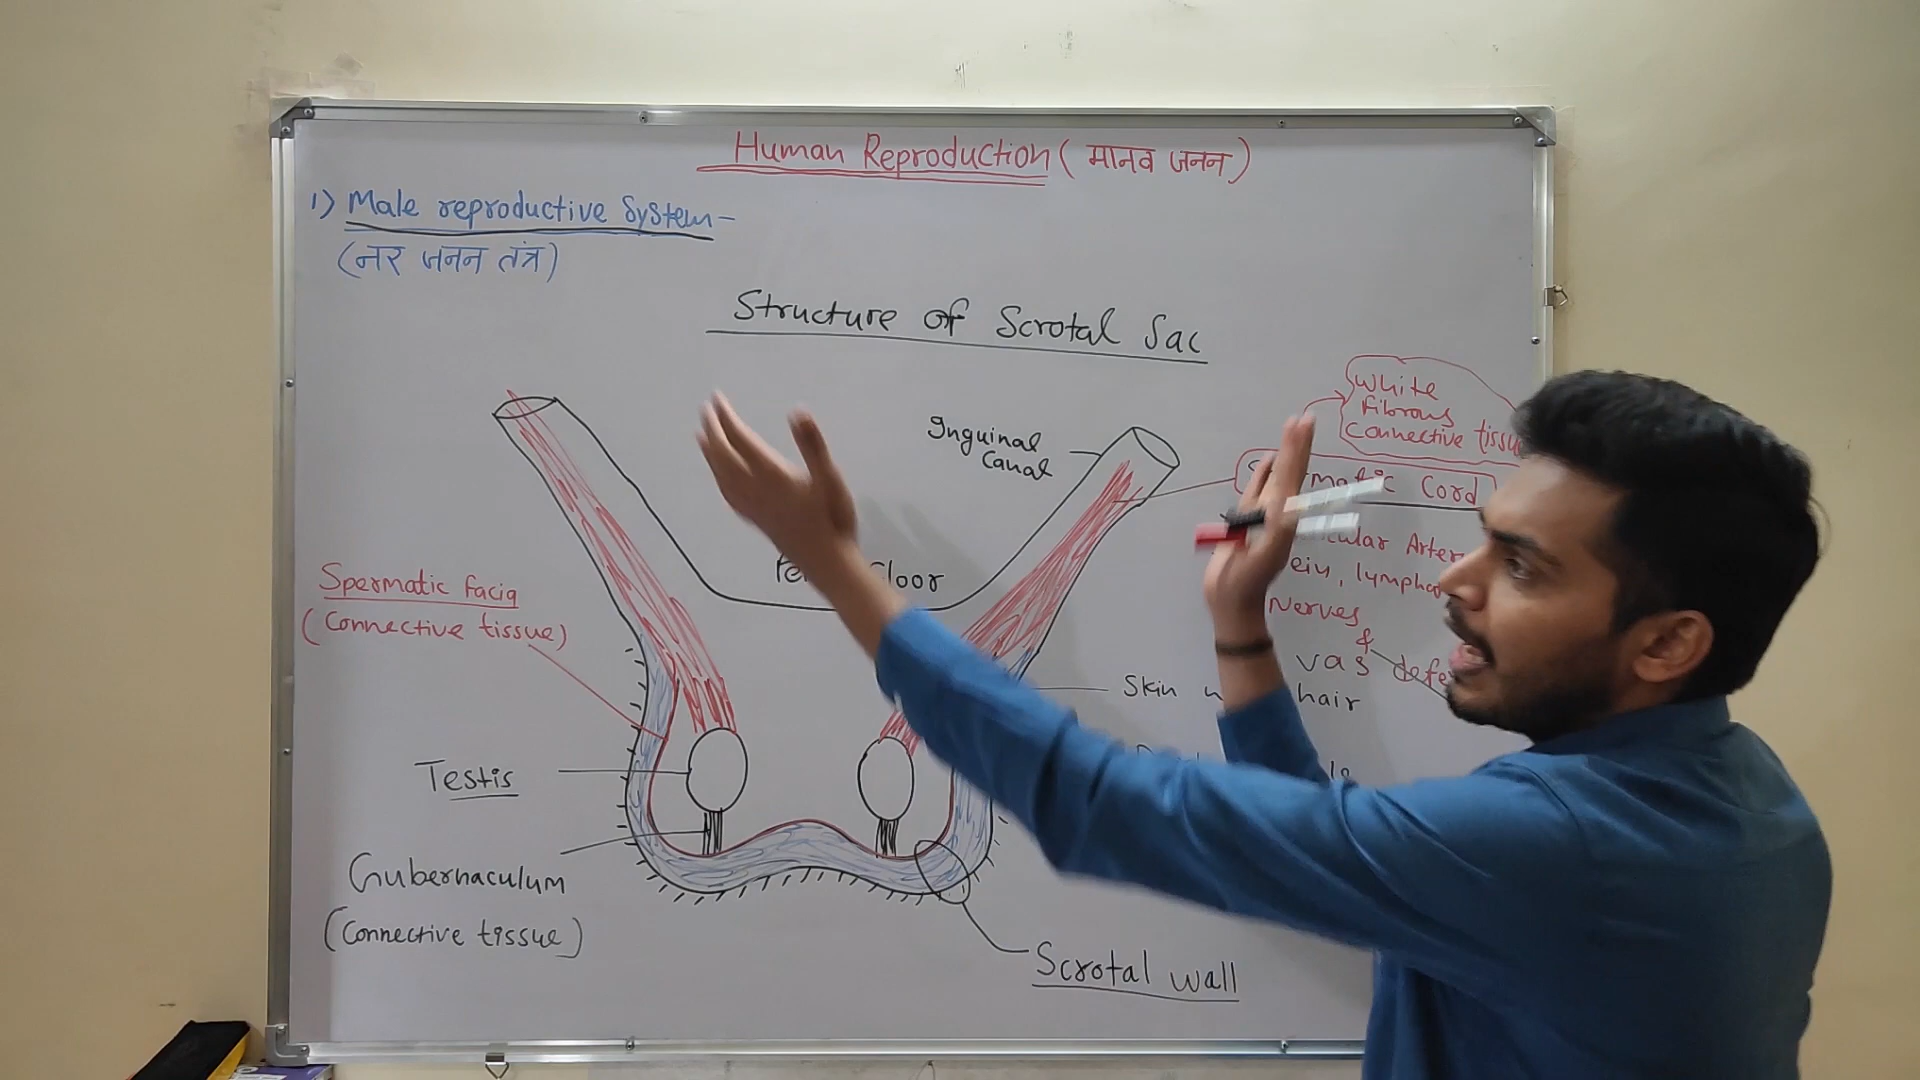 Human Reproduction (मानव जनन)
1) Male reproductive System-
(नर जनन तंत्र)
Structure of Scrotal Sac
White
Fibrous
Connective
Inguinal
Canal
Cord
Floor
Spermatic facia
(Connective tissue)
Nerves
&
vas
Skin hair
Testis
Gubernaculum
(Connective tissue)
Scrotal wall